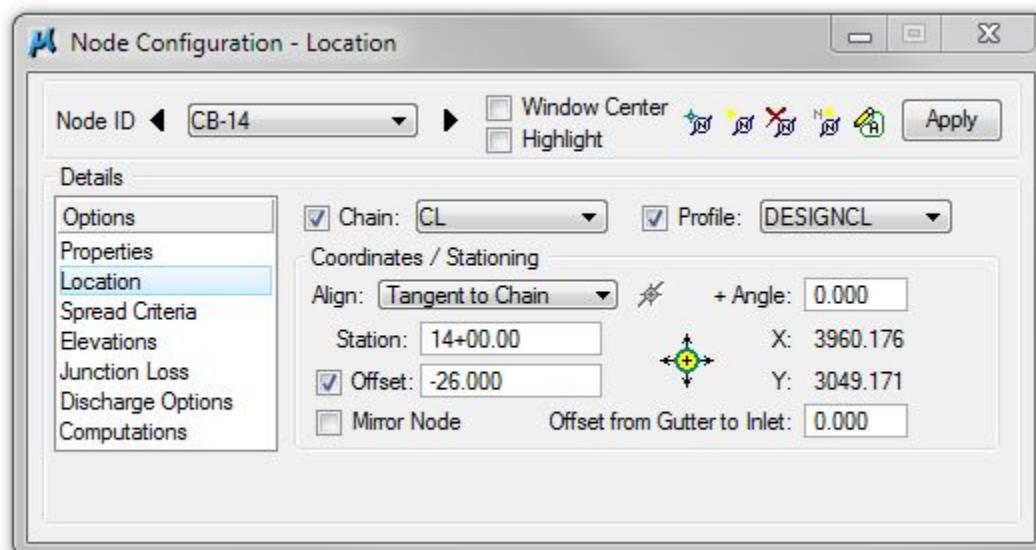 Node Configuration - Location
Node ID CB-14 Window Center Apply
Highlight
Details
Options Chain: CL Profile: DESIGNCL
Properties
Location
Spread Criteria
Elevations
Junction Loss
Discharge Options
Computations
Coordinates / Stationing
Align: Tangent to Chain + Angle: 0.000
Station: 14+00.00 X: 3960.176
Offset: -26.000 Y: 3049.171
Mirror Node Offset from Gutter to Inlet: 0.000